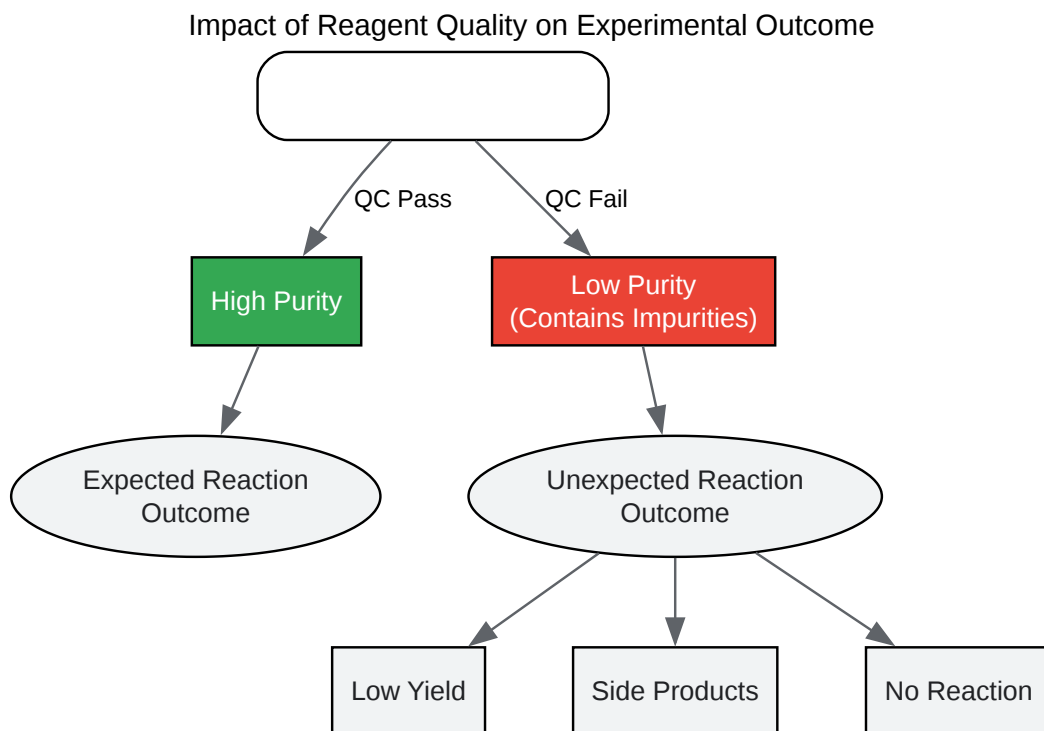 Impact of Reagent Quality on Experimental Outcome
QC Pass
QC Fail
High Purity
Low Purity
(Contains Impurities)
Expected Reaction
Outcome
Unexpected Reaction
Outcome
Low Yield
Side Products
No Reaction